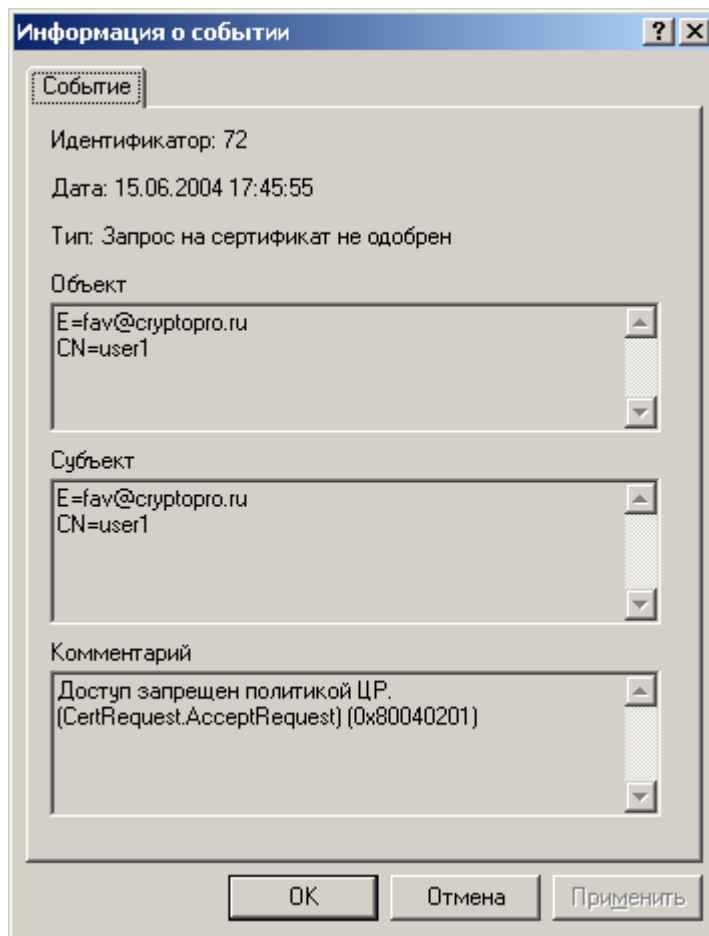 Информация о событии
Событие
Идентификатор: 72
Дата: 15.06.2004 17:45:55
Тип: Запрос на сертификат не одобрен
Объект
E=fav@cryptopro.ru
CN=user1
Субъект
E=fav@cryptopro.ru
CN=user1
Комментарий
Доступ запрещен политикой ЦР.
(CertRequest.AcceptRequest) (0x80040201)
OK Отмена Применить